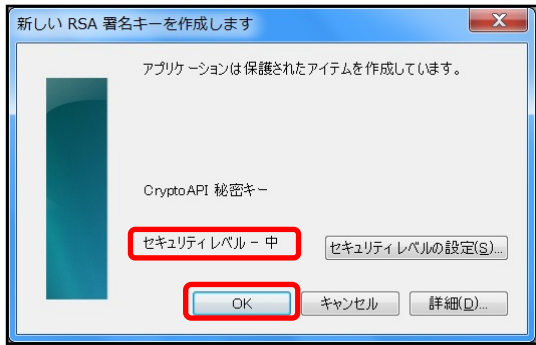 新しい RSA 署名キーを作成します
アプリケーションは保護されたアイテムを作成しています。
CryptoAPI 秘密キー
セキュリティ レベル - 中
セキュリティ レベルの設定(S)...
OK
キャンセル
詳細(D)...